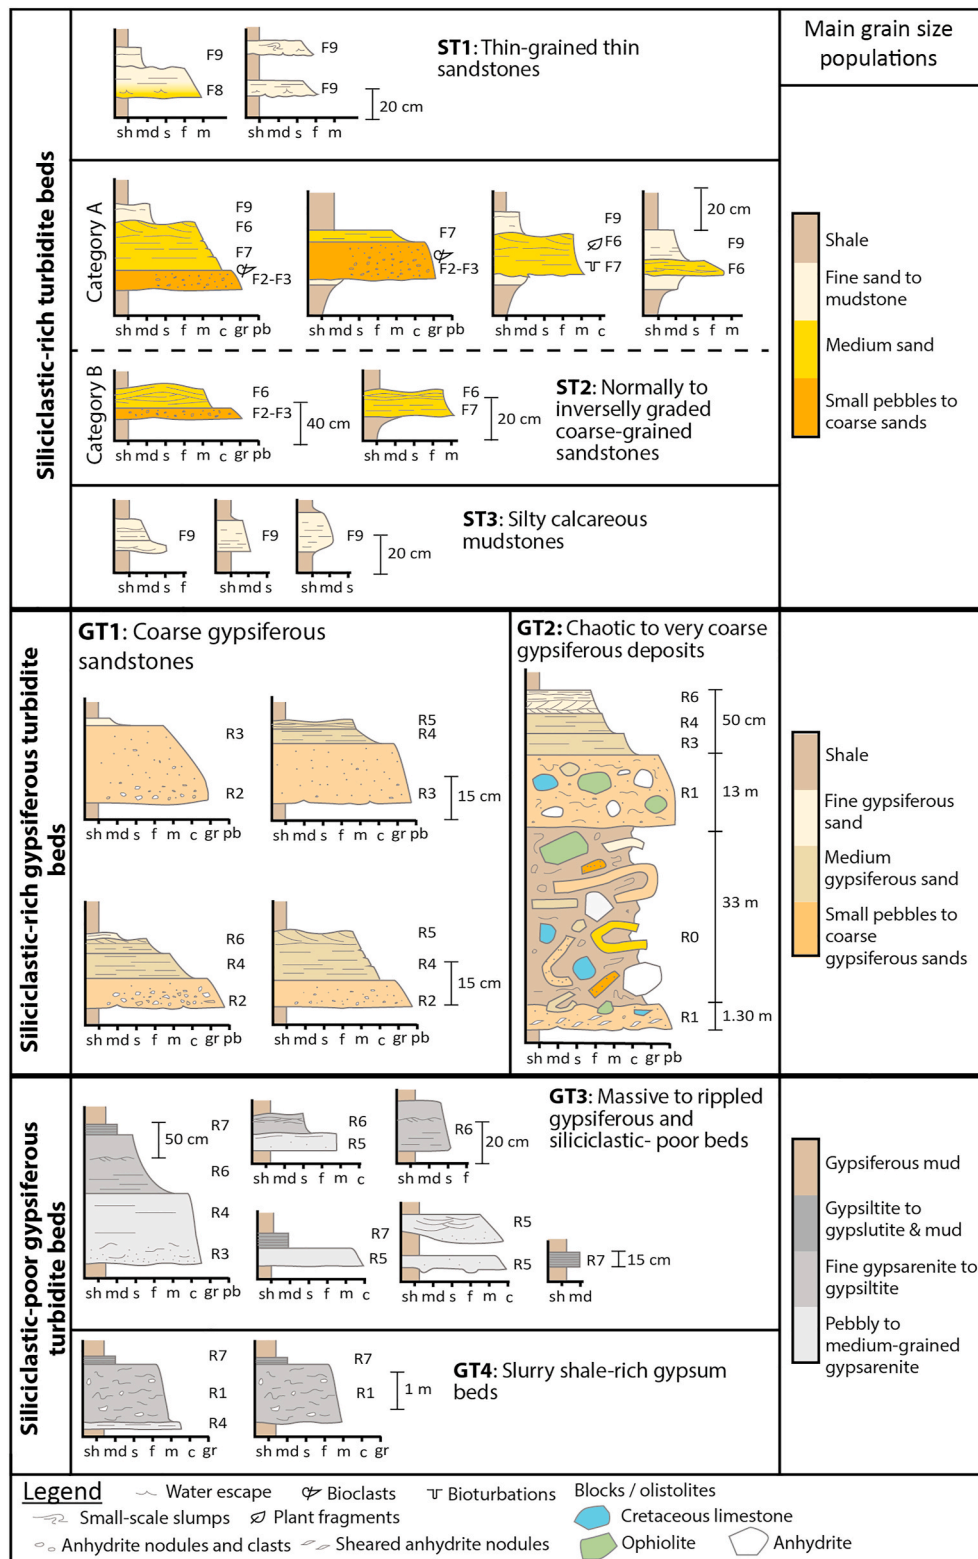 Siliciclastic-rich turbidite beds
ST1: Thin-grained thin
sandstones
F9
F8
F9
F9
20 cm
sh md s f m
sh md s f m
Category A
F9
F6
F7
F2-F3
F7
F2-F3
F9
F6
F7
20 cm
F9
F6
sh md s f m c gr pb
sh md s f m c gr pb
sh md s f m c
sh md s f m
Category B
F6
F2-F3
40 cm
F6
F7
20 cm
ST2: Normally to
inverselly graded
coarse-grained
sandstones
sh md s f m c gr pb
sh md s f m
ST3: Silty calcareous
mudstones
F9
F9
F9
20 cm
sh md s f
sh md s
sh md s
Main grain size
populations
Shale
Fine sand to
mudstone
Medium sand
Small pebbles to
coarse sands
Siliciclastic-rich gypsiferous turbidite
beds
GT1: Coarse gypsiferous
sandstones
R3
R2
R5
R4
R3
15 cm
sh md s f m c gr pb
sh md s f m c gr pb
R6
R4
R2
R5
R4
R2
15 cm
sh md s f m c gr pb
sh md s f m c gr pb
GT2: Chaotic to very coarse
gypsiferous deposits
R6
R4
R3
50 cm
R1
13 m
33 m
R0
R1
1.30 m
sh md s f m c gr pb
Shale
Fine gypsiferous
sand
Medium
gypsiferous sand
Small pebbles to
coarse
gypsiferous sands
Siliciclastic-poor gypsiferous
turbidite beds
GT3: Massive to rippled
gypsiferous and
siliciclastic- poor beds
R7
50 cm
R6
R4
R3
sh md s f m c gr pb
R6
R5
sh md s f m c
R6
20 cm
sh md s f
R7
R5
sh md s f m c
R5
R5
sh md s f m c
R7
15 cm
sh md
GT4: Slurry shale-rich gypsum
beds
R7
R1
R4
R7
R1
1 m
sh md s f m c gr
sh md s f m c gr
Gypsiferous mud
Gypsiltite to
gypslutite & mud
Fine gypsarenite to
gypsiltite
Pebbly to
medium-grained
gypsarenite
Legend
Water escape
Bioclasts
Bioturbations
Blocks / olistolites
Small-scale slumps
Plant fragments
Cretaceous limestone
Anhydrite nodules and clasts
Sheared anhydrite nodules
Ophiolite
Anhydrite